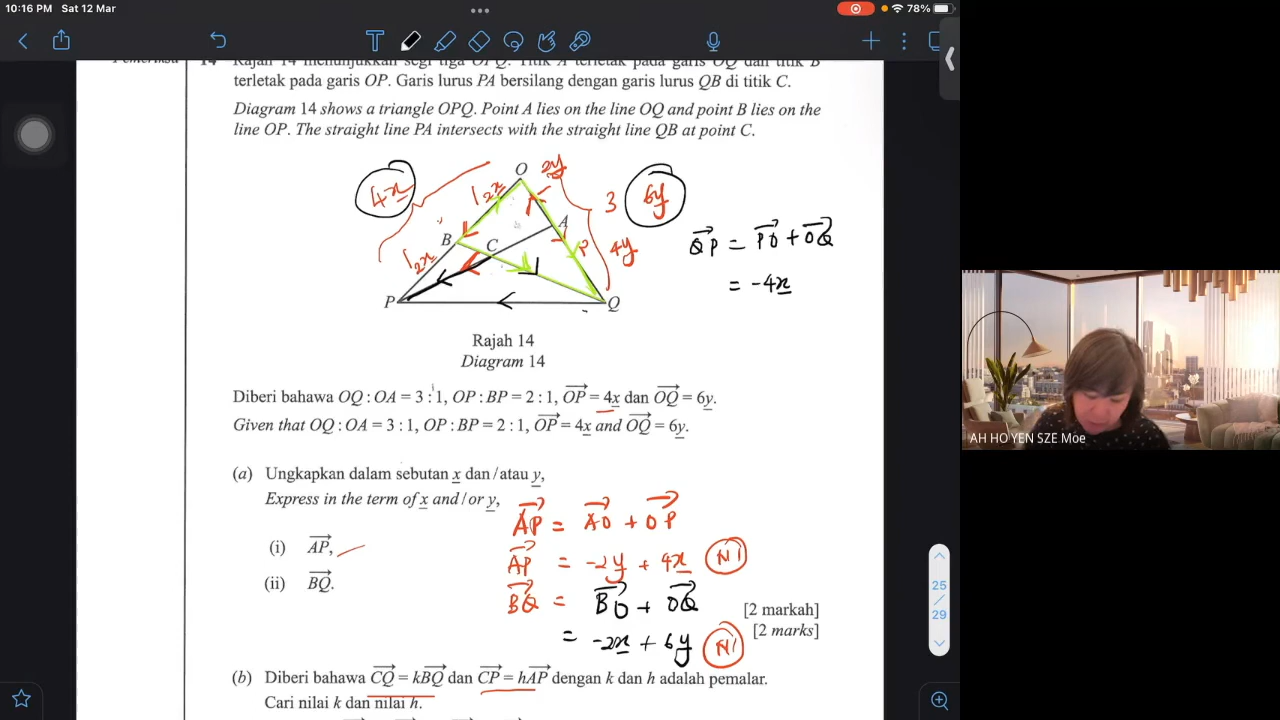 10:16 PM Sat 12 Mar
78%
terletak pada garis OP. Garis lurus PA bersilang dengan garis lurus QB di titik C.
Diagram 14 shows a triangle OPQ. Point A lies on the line OQ and point B lies on the
line OP. The straight line PA intersects with the straight line QB at point C.
O
2y
4x
1 2x
3
6y
A
B
C
4y
1 2x
P
Q
QP = PO + OQ
= -4x
Rajah 14
Diagram 14
Diberi bahawa OQ : OA = 3 : 1, OP : BP = 2 : 1, OP = 4x dan OQ = 6y.
Given that OQ : OA = 3 : 1, OP : BP = 2 : 1, OP = 4x and OQ = 6y.
(a) Ungkapkan dalam sebutan x dan/atau y,
Express in the term of x and/or y,
AP = AO + OP
(i) AP,
AP = -2y + 4x N1
(ii) BQ.
BQ = BO + OQ
[2 markah]
[2 marks]
= -2x + 6y N1
(b) Diberi bahawa CQ = kBQ dan CP = hAP dengan k dan h adalah pemalar.
Cari nilai k dan nilai h.
25
29
AH HO YEN SZE Moe